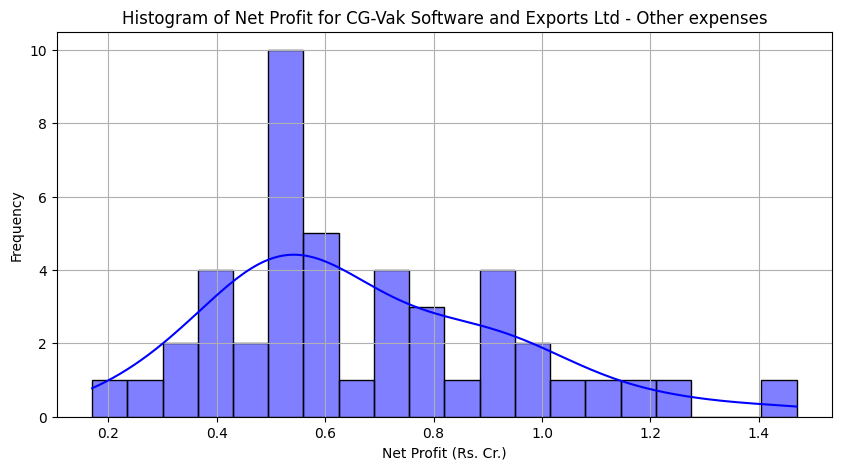 Histogram of Net Profit for CG-Vak Software and Exports Ltd - Other expenses
10
8
6
4
2
0
Frequency
0.2 0.4 0.6 0.8 1.0 1.2 1.4
Net Profit (Rs. Cr.)